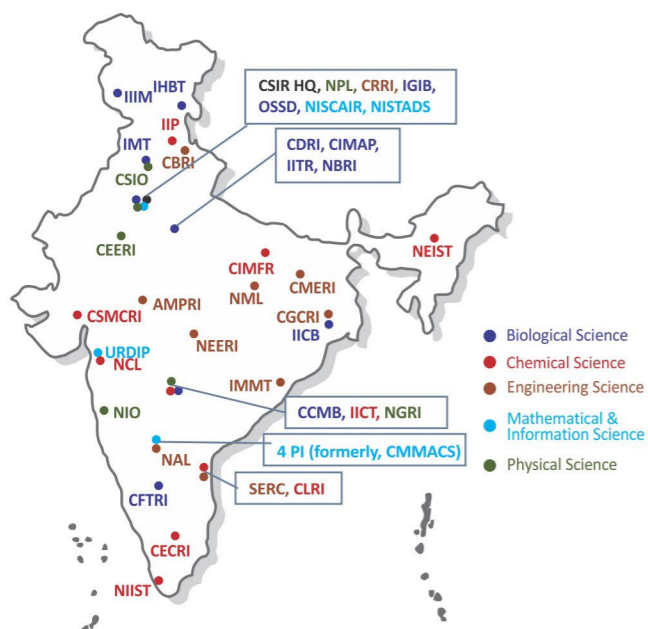 IHBT
IIIM
IIP
IMT
CBRI
CSIO
CSIR HQ, NPL, CRRI, IGIB,
OSSD, NISCAIR, NISTADS
CDRI, CIMAP,
IITR, NBRI
CEERI
NEIST
CIMFR
CMERI
NML
AMPRI
CSMCRI
CGCRI
IICB
NEERI
URDIP
NCL
IMMT
NIO
CCMB, IICT, NGRI
4 PI (formerly, CMMACS)
NAL
SERC, CLRI
CFTRI
CECRI
NIIST
Biological Science
Chemical Science
Engineering Science
Mathematical &
Information Science
Physical Science